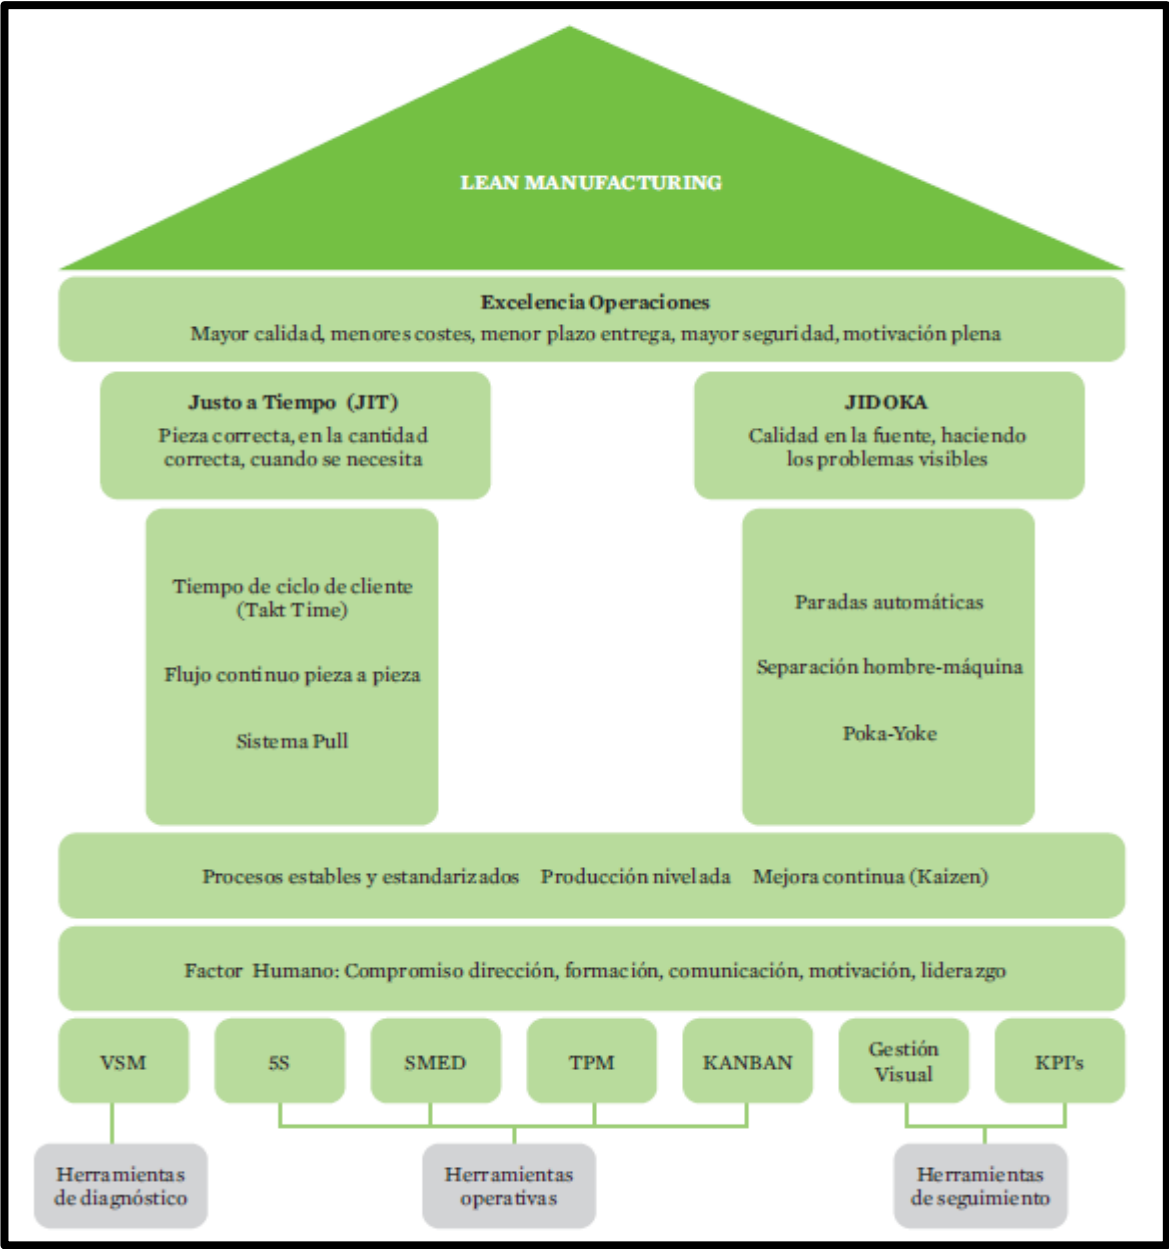 LEAN MANUFACTURING
Excelencia Operaciones
Mayor calidad, menores costes, menor plazo entrega, mayor seguridad, motivación plena
Justo a Tiempo (JIT)
Pieza correcta, en la cantidad
correcta, cuando se necesita
JIDOKA
Calidad en la fuente, haciendo
los problemas visibles
Tiempo de ciclo de cliente
(Takt Time)
Flujo continuo pieza a pieza
Sistema Pull
Paradas automáticas
Separación hombre-máquina
Poka-Yoke
Procesos estables y estandarizados Producción nivelada Mejora continua (Kaizen)
Factor Humano: Compromiso dirección, formación, comunicación, motivación, liderazgo
VSM
5S
SMED
TPM
KANBAN
Gestión
Visual
KPI's
Herramientas
de diagnóstico
Herramientas
operativas
Herramientas
de seguimiento